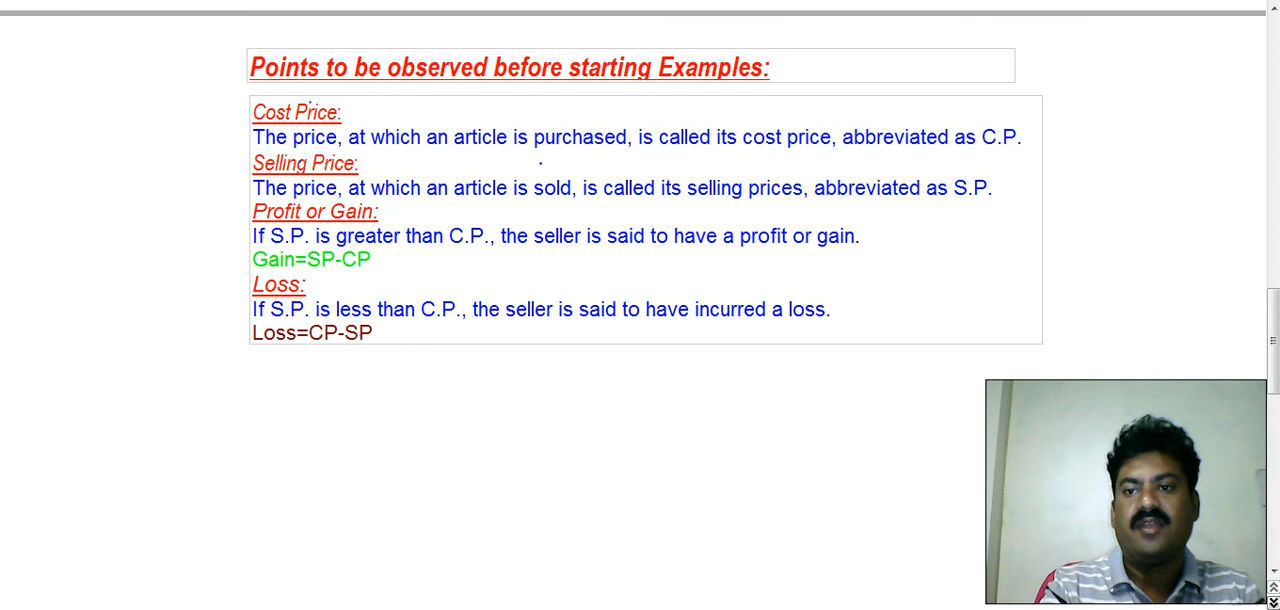 Points to be observed before starting Examples:
Cost Price:
The price, at which an article is purchased, is called its cost price, abbreviated as C.P.
Selling Price:
The price, at which an article is sold, is called its selling prices, abbreviated as S.P.
Profit or Gain:
If S.P. is greater than C.P., the seller is said to have a profit or gain.
Gain=SP-CP
Loss:
If S.P. is less than C.P., the seller is said to have incurred a loss.
Loss=CP-SP